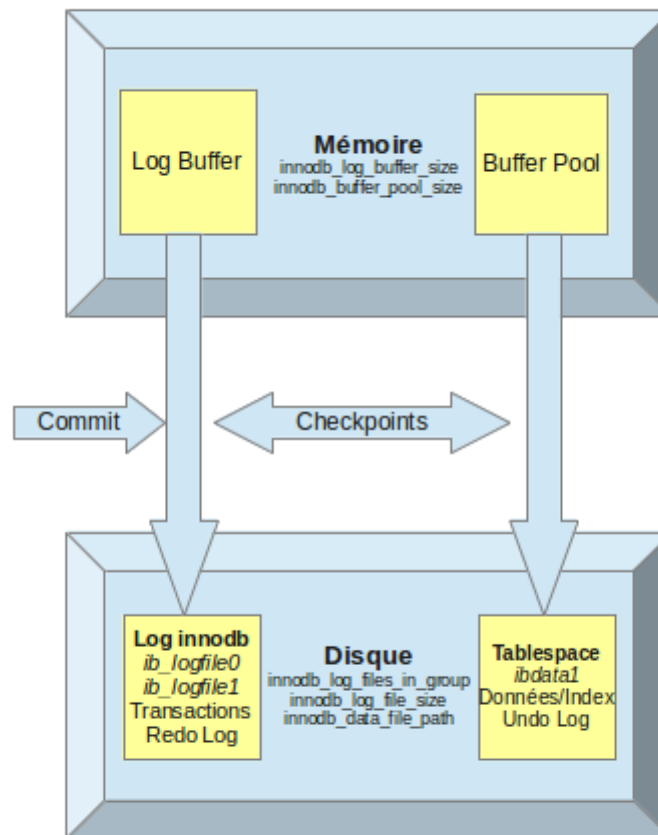 Log Buffer
Mémoire
innodb_log_buffer_size
innodb_buffer_pool_size
Buffer Pool
Commit
Checkpoints
Log innodb
ib_logfile0
ib_logfile1
Transactions
Redo Log
Disque
innodb_log_files_in_group
innodb_log_file_size
innodb_data_file_path
Tablespace
ibdata1
Données/Index
Undo Log